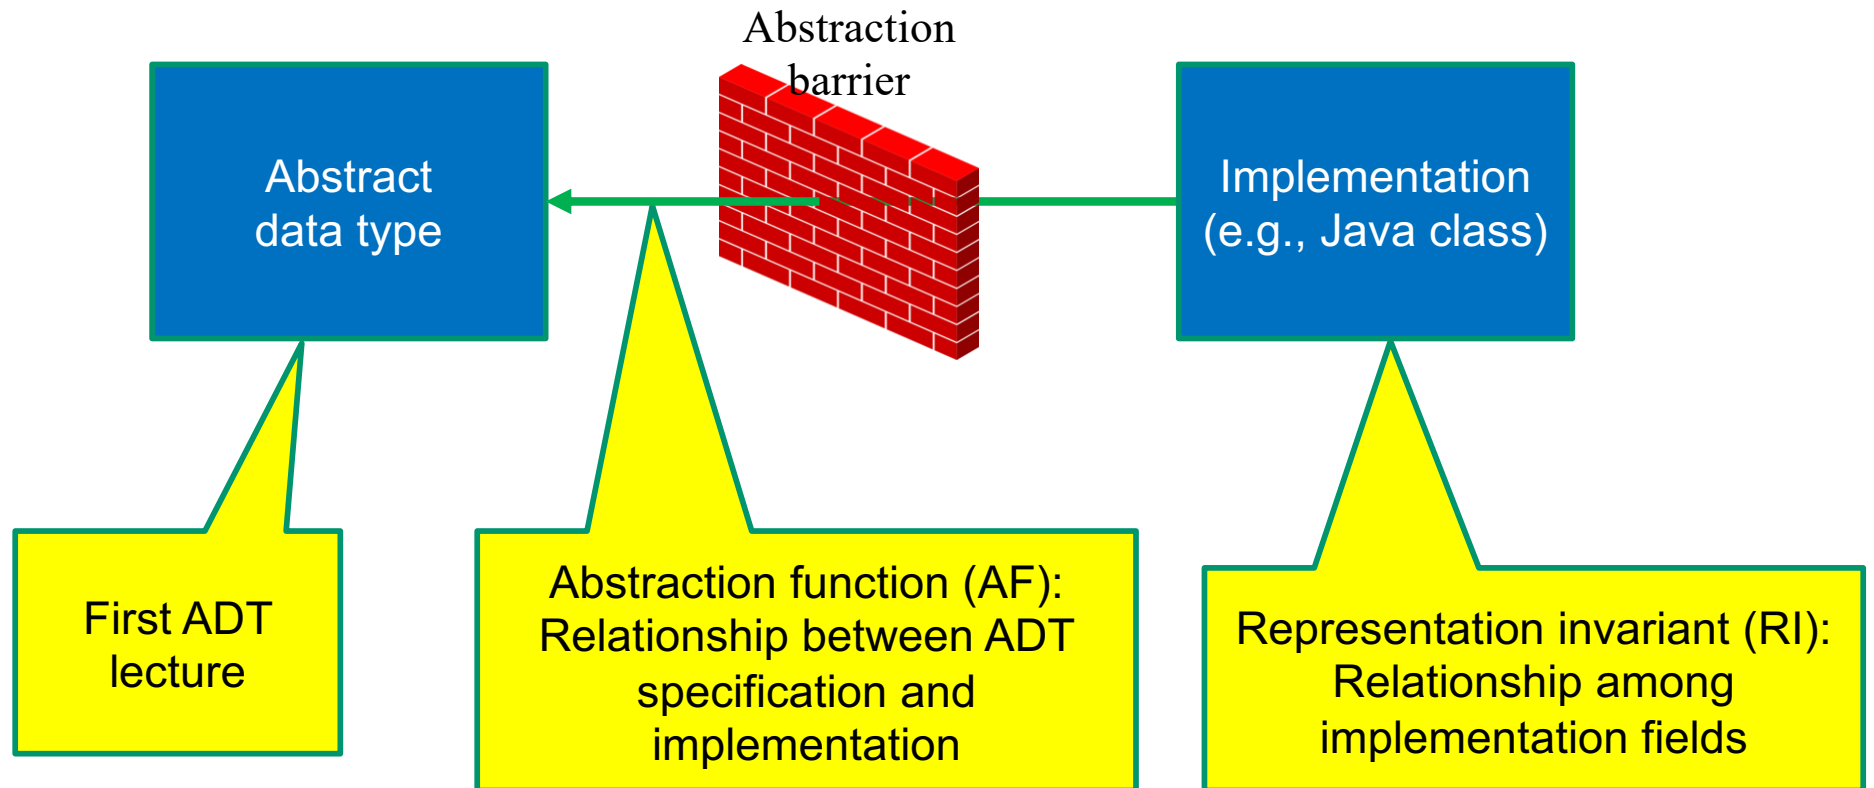 Abstraction
barrier
Abstract
data type
Implementation
(e.g., Java class)
First ADT
lecture
Abstraction function (AF):
Relationship between ADT
specification and
implementation
Representation invariant (RI):
Relationship among
implementation fields